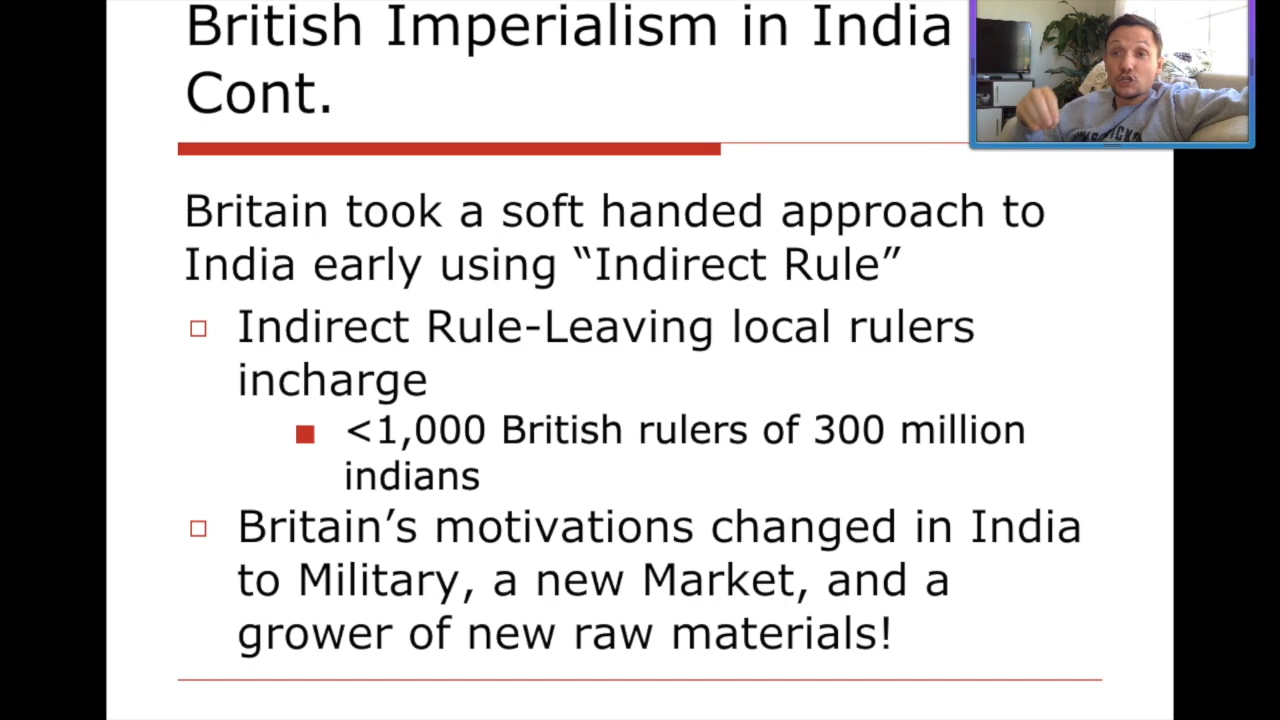 British Imperialism in India
Cont.
Britain took a soft handed approach to
India early using “Indirect Rule”
Indirect Rule-Leaving local rulers
incharge
<1,000 British rulers of 300 million
indians
Britain’s motivations changed in India
to Military, a new Market, and a
grower of new raw materials!